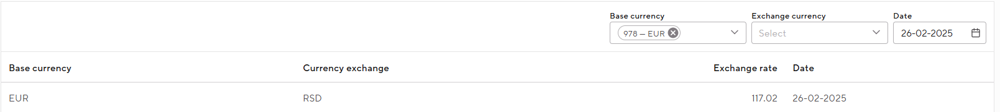 Base currency Exchange currency Date
978 — EUR Select 26-02-2025
Base currency Currency exchange Exchange rate Date
EUR RSD 117.02 26-02-2025